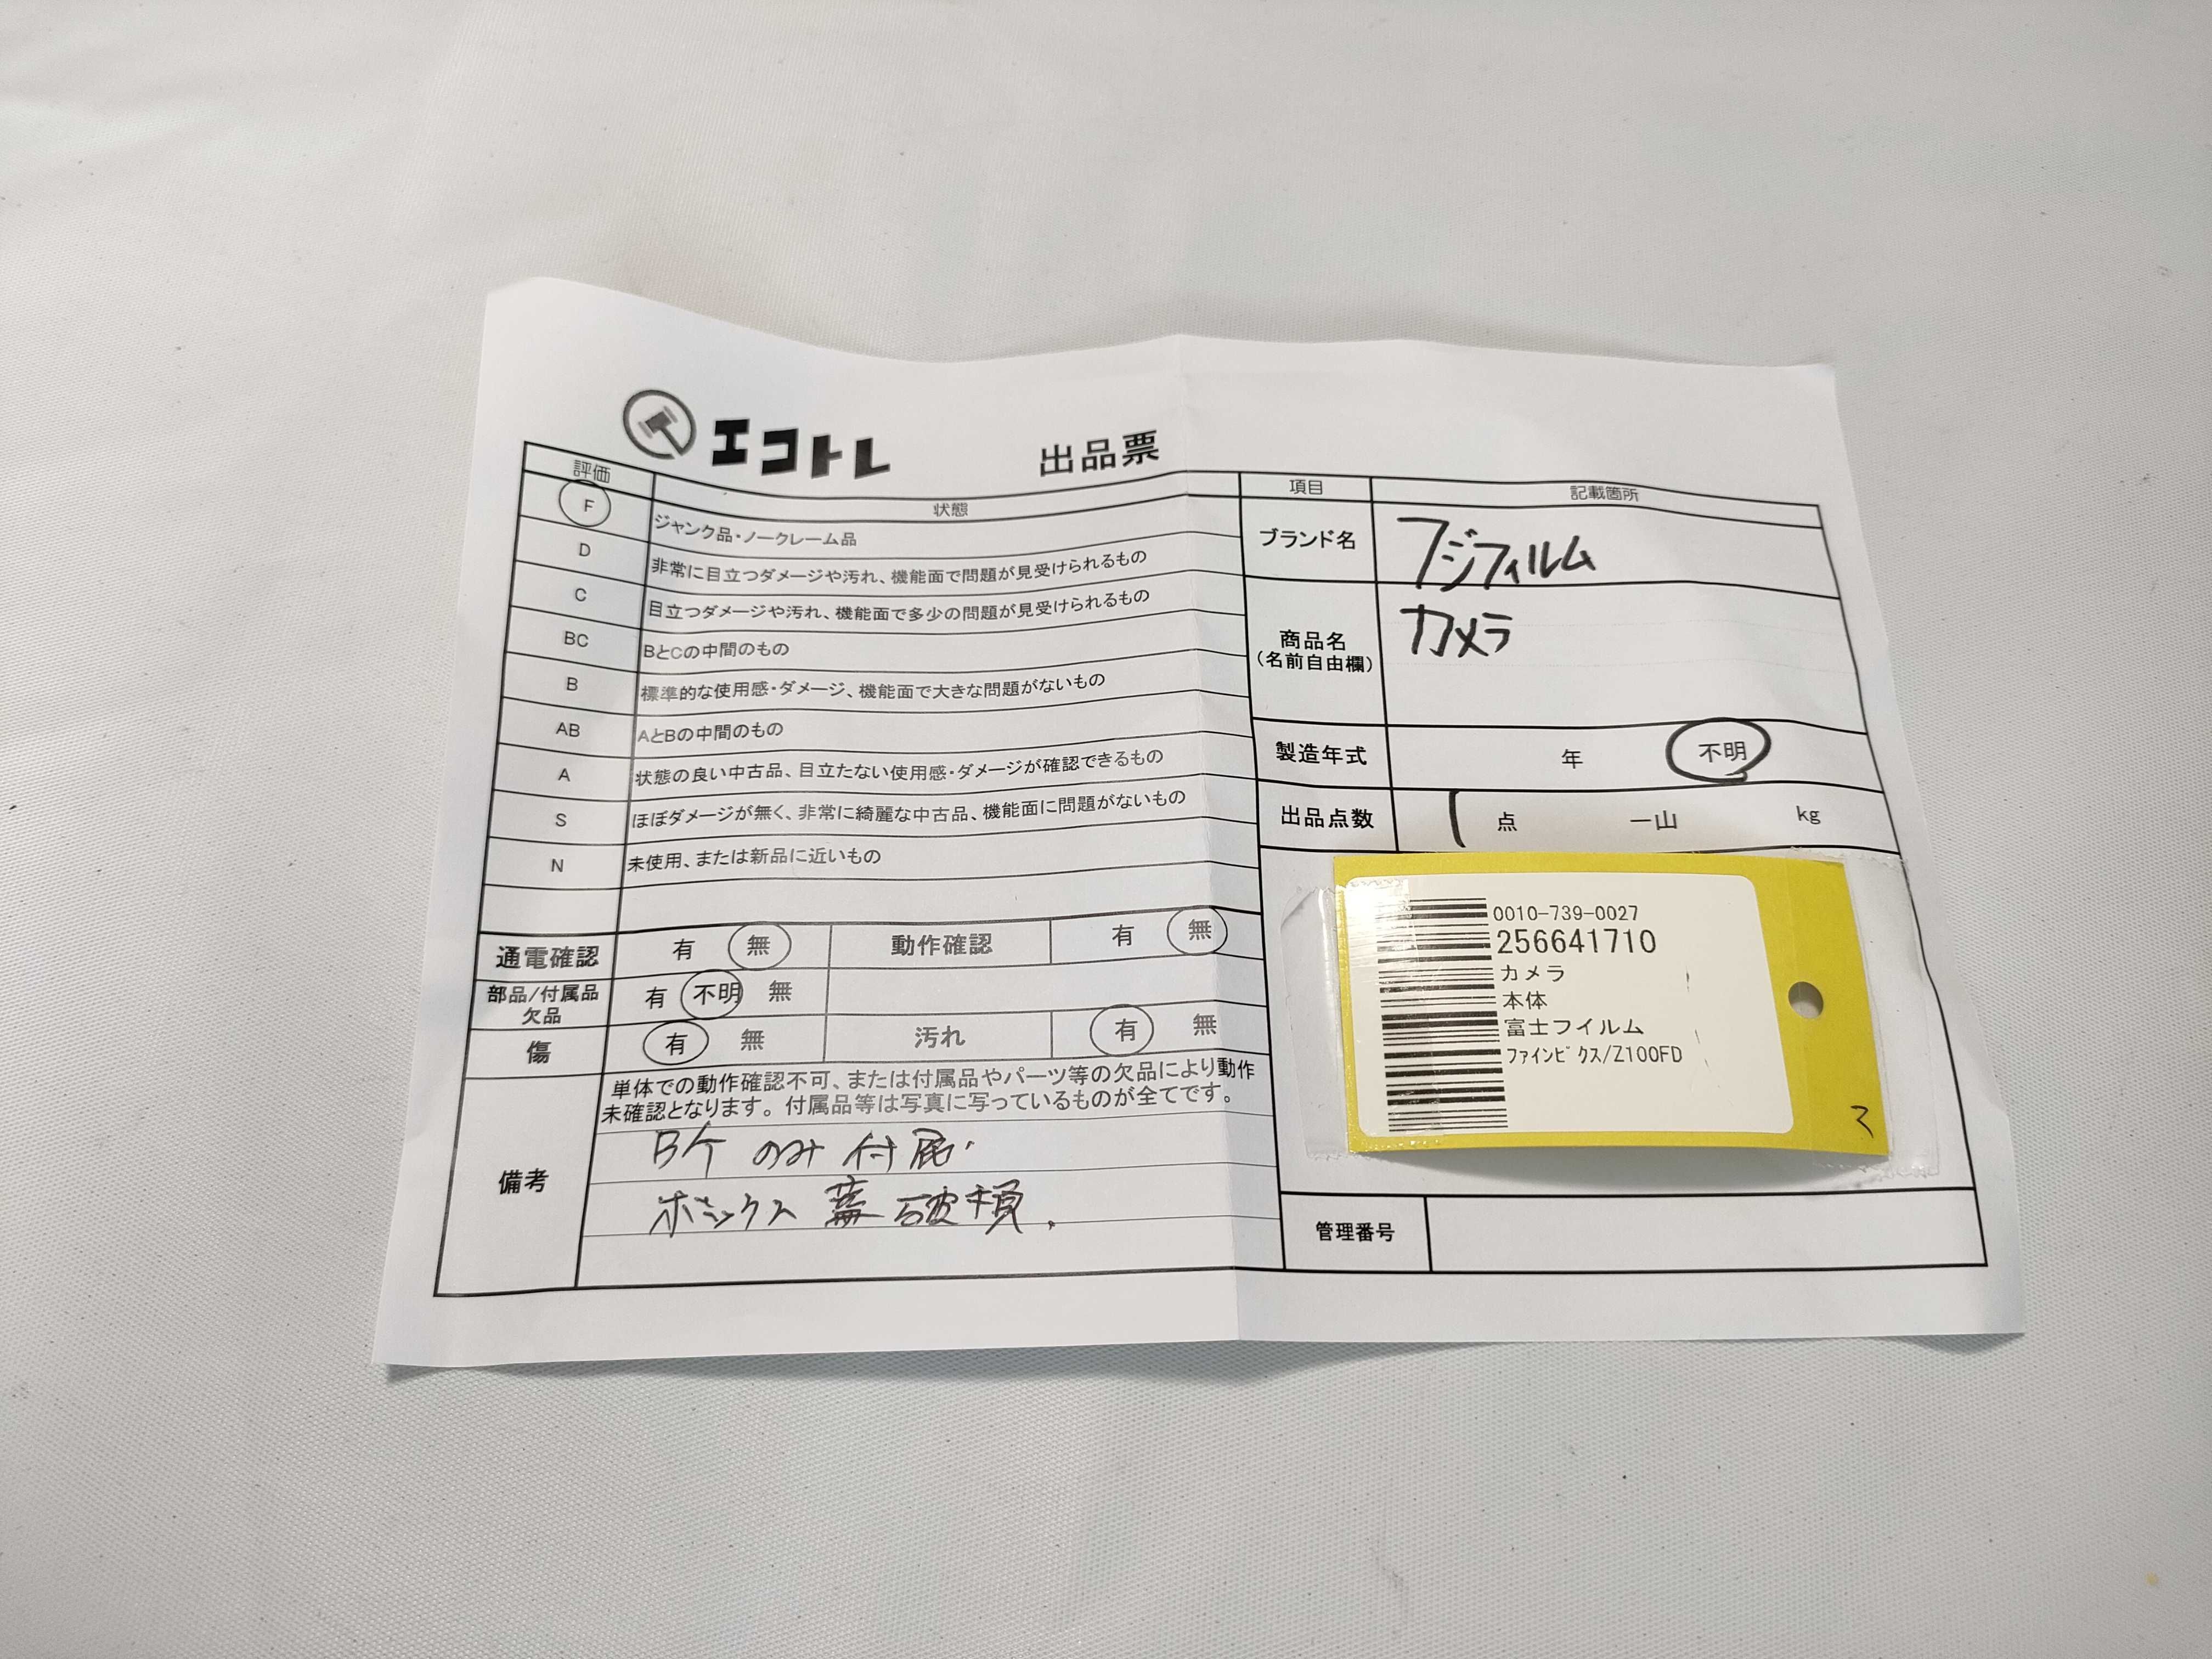 エコトレ 出品票
評価 状態
F ジャンク品・ノークレーム品
D 非常に目立つダメージや汚れ、機能面で問題が見受けられるもの
C 目立つダメージや汚れ、機能面で多少の問題が見受けられるもの
BC BとCの中間のもの
B 標準的な使用感・ダメージ、機能面で大きな問題がないもの
AB AとBの中間のもの
A 状態の良い中古品、目立たない使用感・ダメージが確認できるもの
S ほぼダメージが無く、非常に綺麗な中古品、機能面に問題がないもの
N 未使用、または新品に近いもの
通電確認 有 無 動作確認 有 無
部品/付属品 有 不明 無
欠品
傷 有 無 汚れ 有 無
備考
単体での動作確認不可、または付属品やパーツ等の欠品により動作
未確認となります。付属品等は写真に写っているものが全てです。
Bケ のみ 付属.
ボックス 蓋 破損.
項目 記載箇所
ブランド名 フジフィルム
商品名 カメラ
(名前自由欄)
製造年式 年 不明
出品点数 1 点 一山 kg
0010-739-0027
256641710
カメラ
本体
富士フイルム
ファインピクス/Z100FD
管理番号